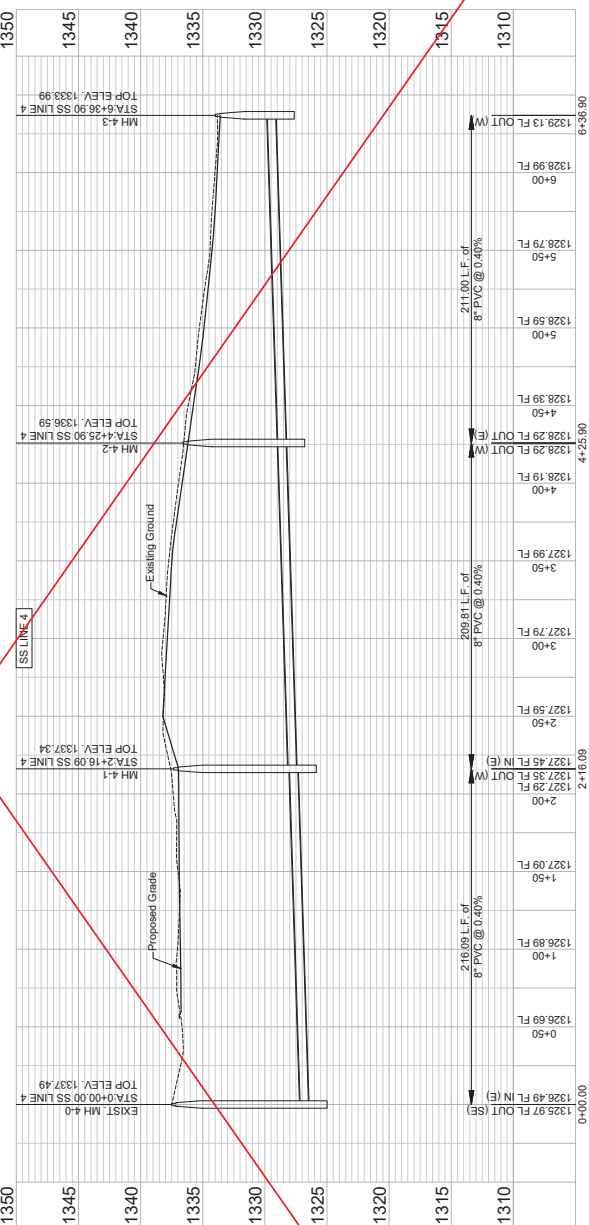 SS LINE 4
1350
1345
1340
1335
1330
1325
1320
1315
1310
EXIST. MH 4-0
STA:0+00.00 SS LINE 4
TOP ELEV. 1337.49
MH 4-1
STA:2+16.09 SS LINE 4
TOP ELEV. 1337.34
MH 4-2
STA:4+25.90 SS LINE 4
TOP ELEV. 1336.59
MH 4-3
STA:6+36.90 SS LINE 4
TOP ELEV. 1333.99
Proposed Grade
Existing Ground
216.09 L.F. of
8" PVC @ 0.40%
209.81 L.F. of
8" PVC @ 0.40%
211.00 L.F. of
8" PVC @ 0.40%
1325.97 FL OUT (SE)
1326.49 FL IN (E)
1326.69 FL
1326.89 FL
1327.09 FL
1327.29 FL
1327.35 FL OUT (W)
1327.45 FL IN (E)
1327.59 FL
1327.79 FL
1327.99 FL
1328.19 FL
1328.29 FL OUT (W)
1328.29 FL OUT (E)
1328.39 FL
1328.59 FL
1328.79 FL
1328.99 FL
1329.13 FL OUT (W)
0+00.00
0+50
1+00
1+50
2+00
2+16.09
2+50
3+00
3+50
4+00
4+25.90
4+50
5+00
5+50
6+00
6+36.90
1350
1345
1340
1335
1330
1325
1320
1315
1310